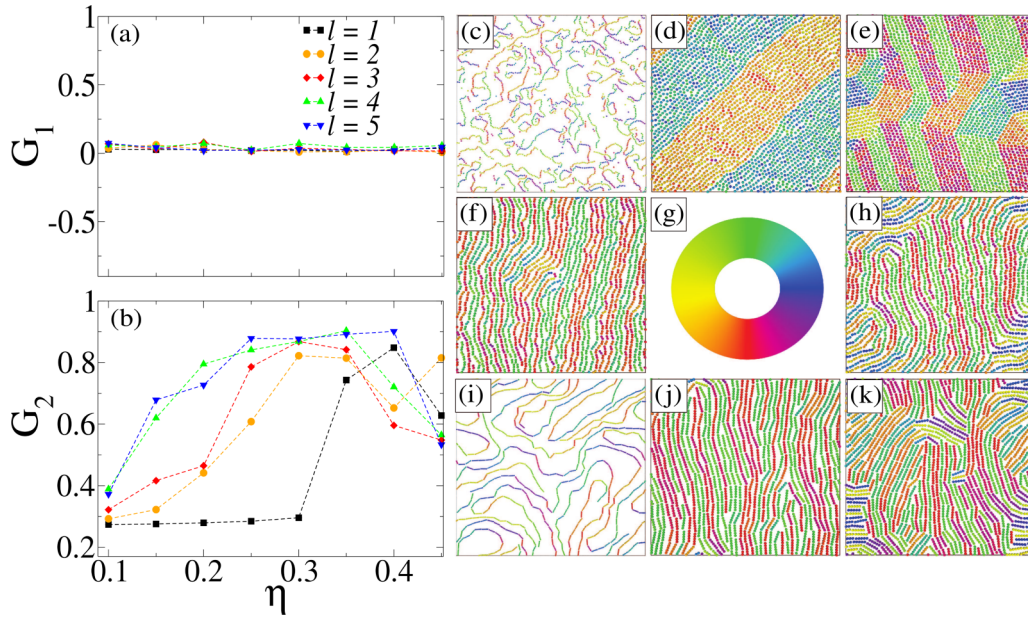 (a)
l = 1
l = 2
l = 3
l = 4
l = 5
1
0.5
0
-0.5
G1
(b)
1
0.8
0.6
0.4
0.2
G2
0.1
0.2
0.3
0.4
η
(c)
(d)
(e)
(f)
(g)
(h)
(i)
(j)
(k)